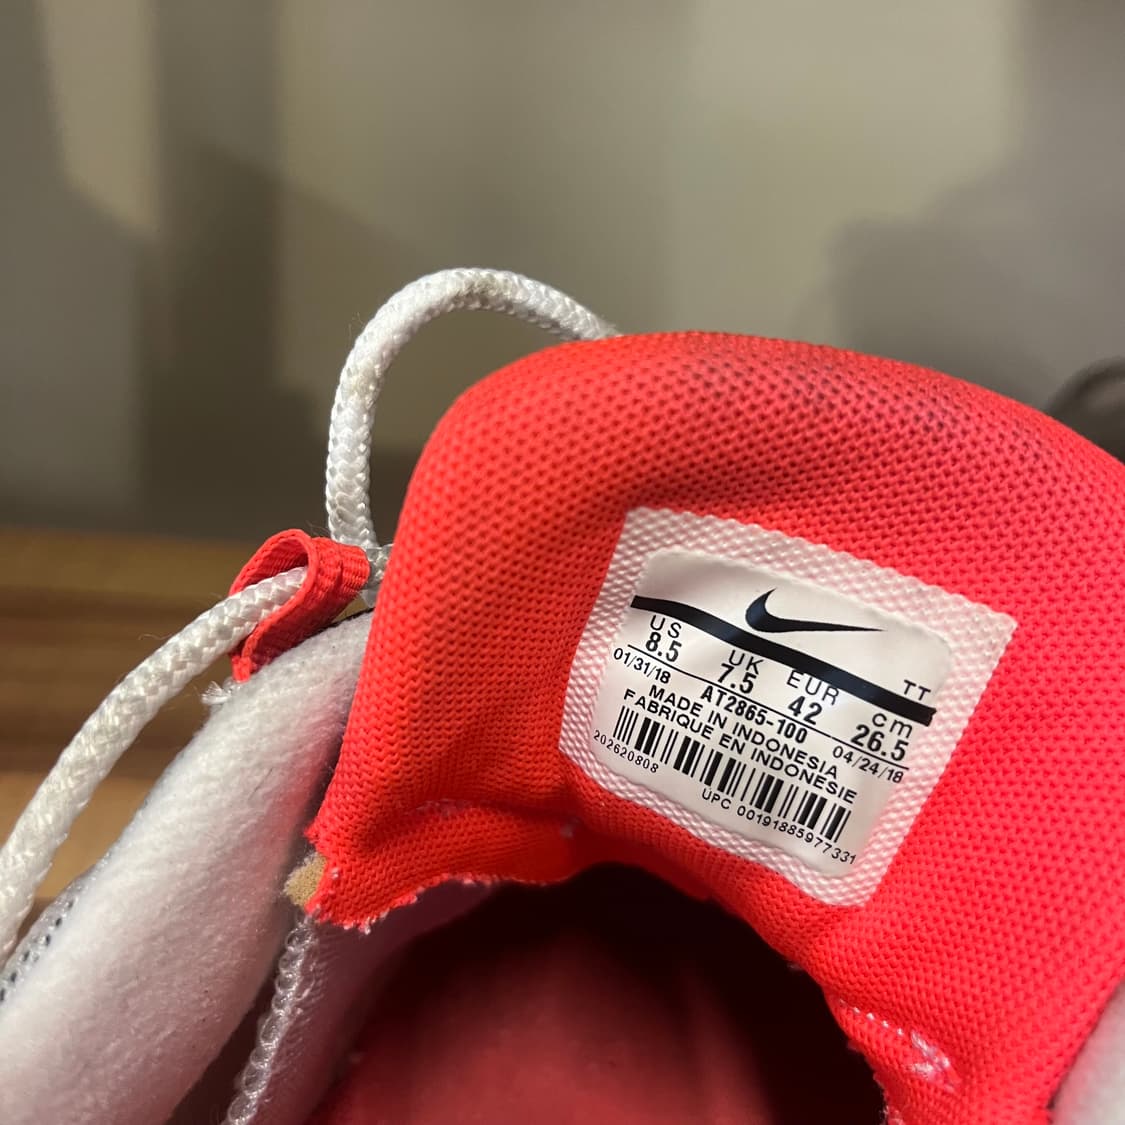 TT
US UK EUR cm
8.5 7.5 42 26.5
01/31/18 AT2865-100 04/24/18
MADE IN INDONESIA
FABRIQUE EN INDONESIE
202620808
UPC 00191885977331